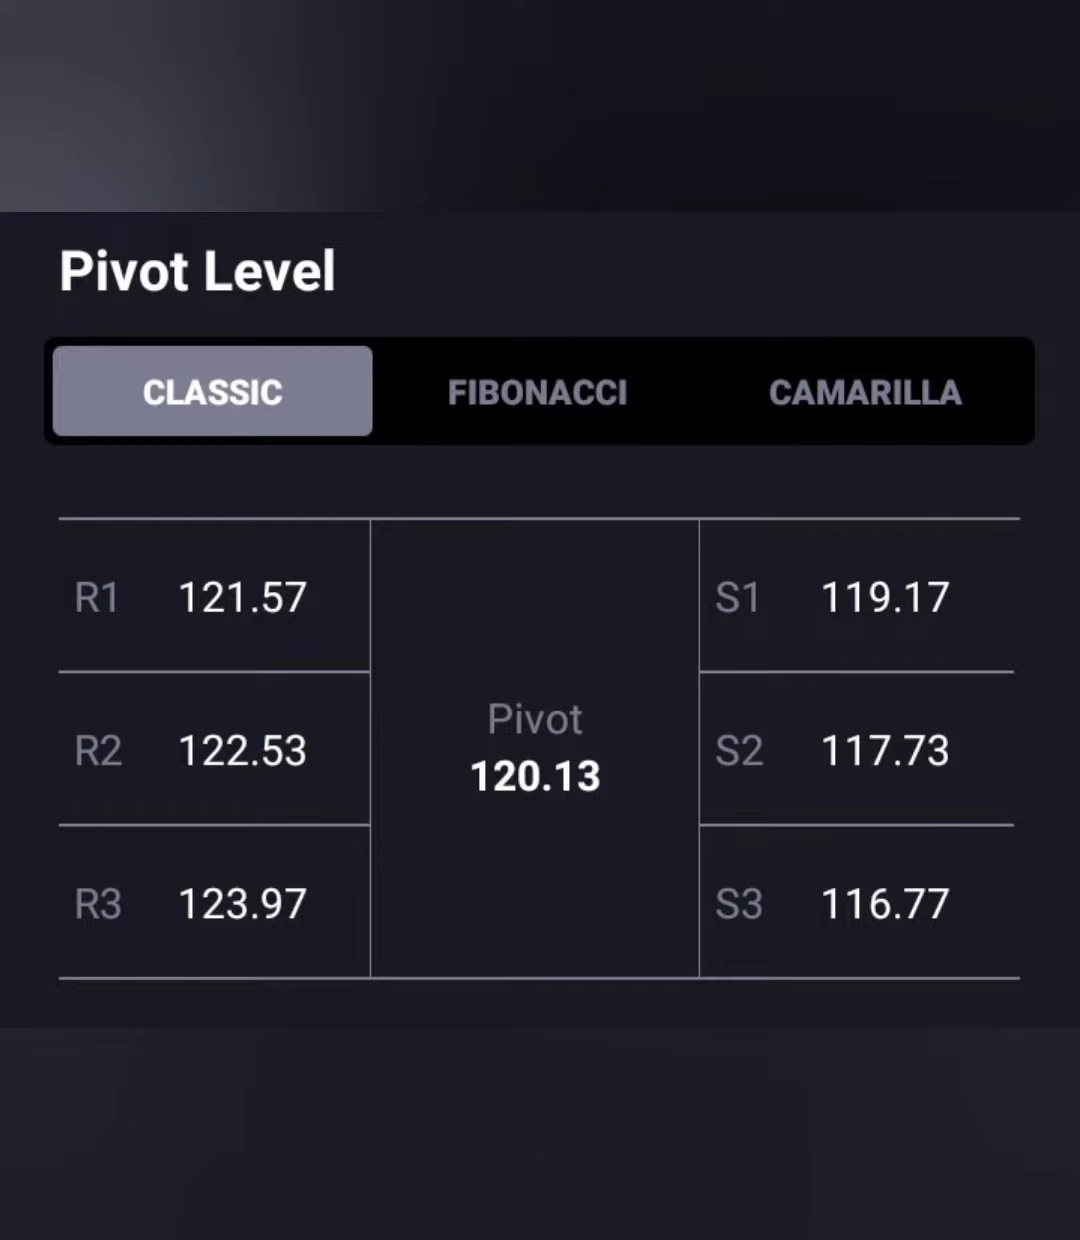 Pivot Level
CLASSIC FIBONACCI CAMARILLA
R1 121.57
S1 119.17
R2 122.53
Pivot
120.13
S2 117.73
R3 123.97
S3 116.77